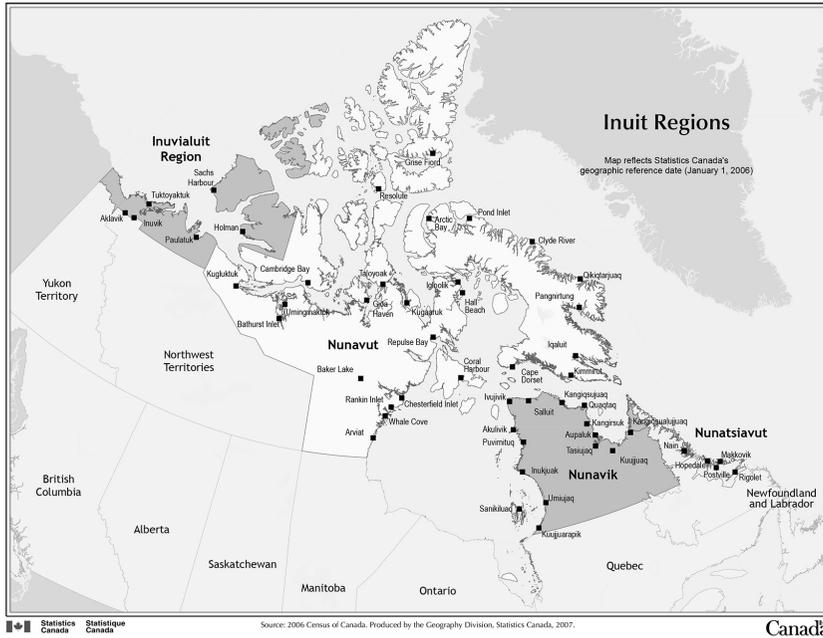 Inuit Regions
Map reflects Statistics Canada's
geographic reference date (January 1, 2006)
Inuvialuit
Region
Sachs
Harbour
Tuktoyaktuk
Aklavik
Inuvik
Paulatuk
Holman
Grise Fiord
Resolute
Arctic
Bay
Pond Inlet
Clyde River
Qikiqtarjuaq
Pangnirtung
Kugluktuk
Cambridge Bay
Taloyoak
Igloolik
Hall
Beach
Umingmaktok
Gjoa
Haven
Kugaaruk
Bathurst Inlet
Yukon
Territory
Northwest
Territories
Nunavut
Repulse Bay
Iqaluit
Kimmirut
Cape
Dorset
Coral
Harbour
Baker Lake
Rankin Inlet
Chesterfield Inlet
Whale Cove
Arviat
Ivujivik
Salluit
Kangiqsujuaq
Quaqtaq
Kangirsuk
Kangiqsualujjuaq
Akulivik
Puvirnituq
Aupaluk
Tasiujaq
Kuujjuaq
Inukjuak
Nunavik
Umiujaq
Sanikiluaq
Kuujjuarapik
Nunatsiavut
Nain
Hopedale
Makkovik
Postville
Rigolet
Newfoundland
and Labrador
British
Columbia
Alberta
Saskatchewan
Manitoba
Ontario
Quebec
Statistics
Canada
Statistique
Canada
Source: 2006 Census of Canada. Produced by the Geography Division, Statistics Canada, 2007.
Canada